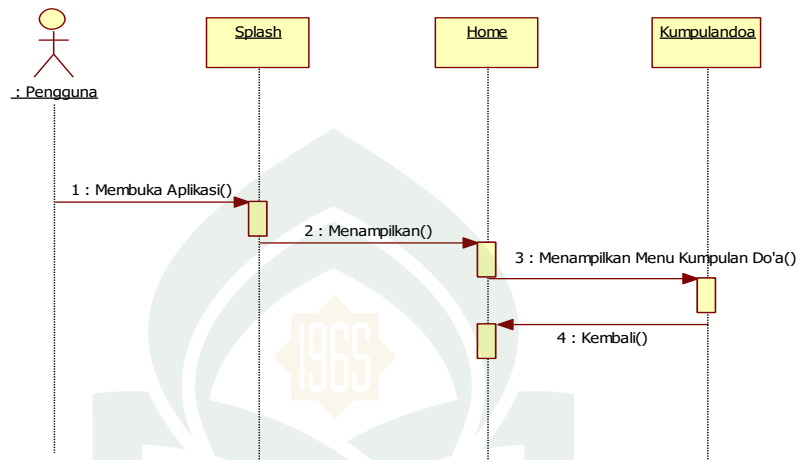 : Pengguna
Splash
Home
Kumpulandoa
1 : Membuka Aplikasi()
2 : Menampilkan()
3 : Menampilkan Menu Kumpulan Do'a()
4 : Kembali()
1965